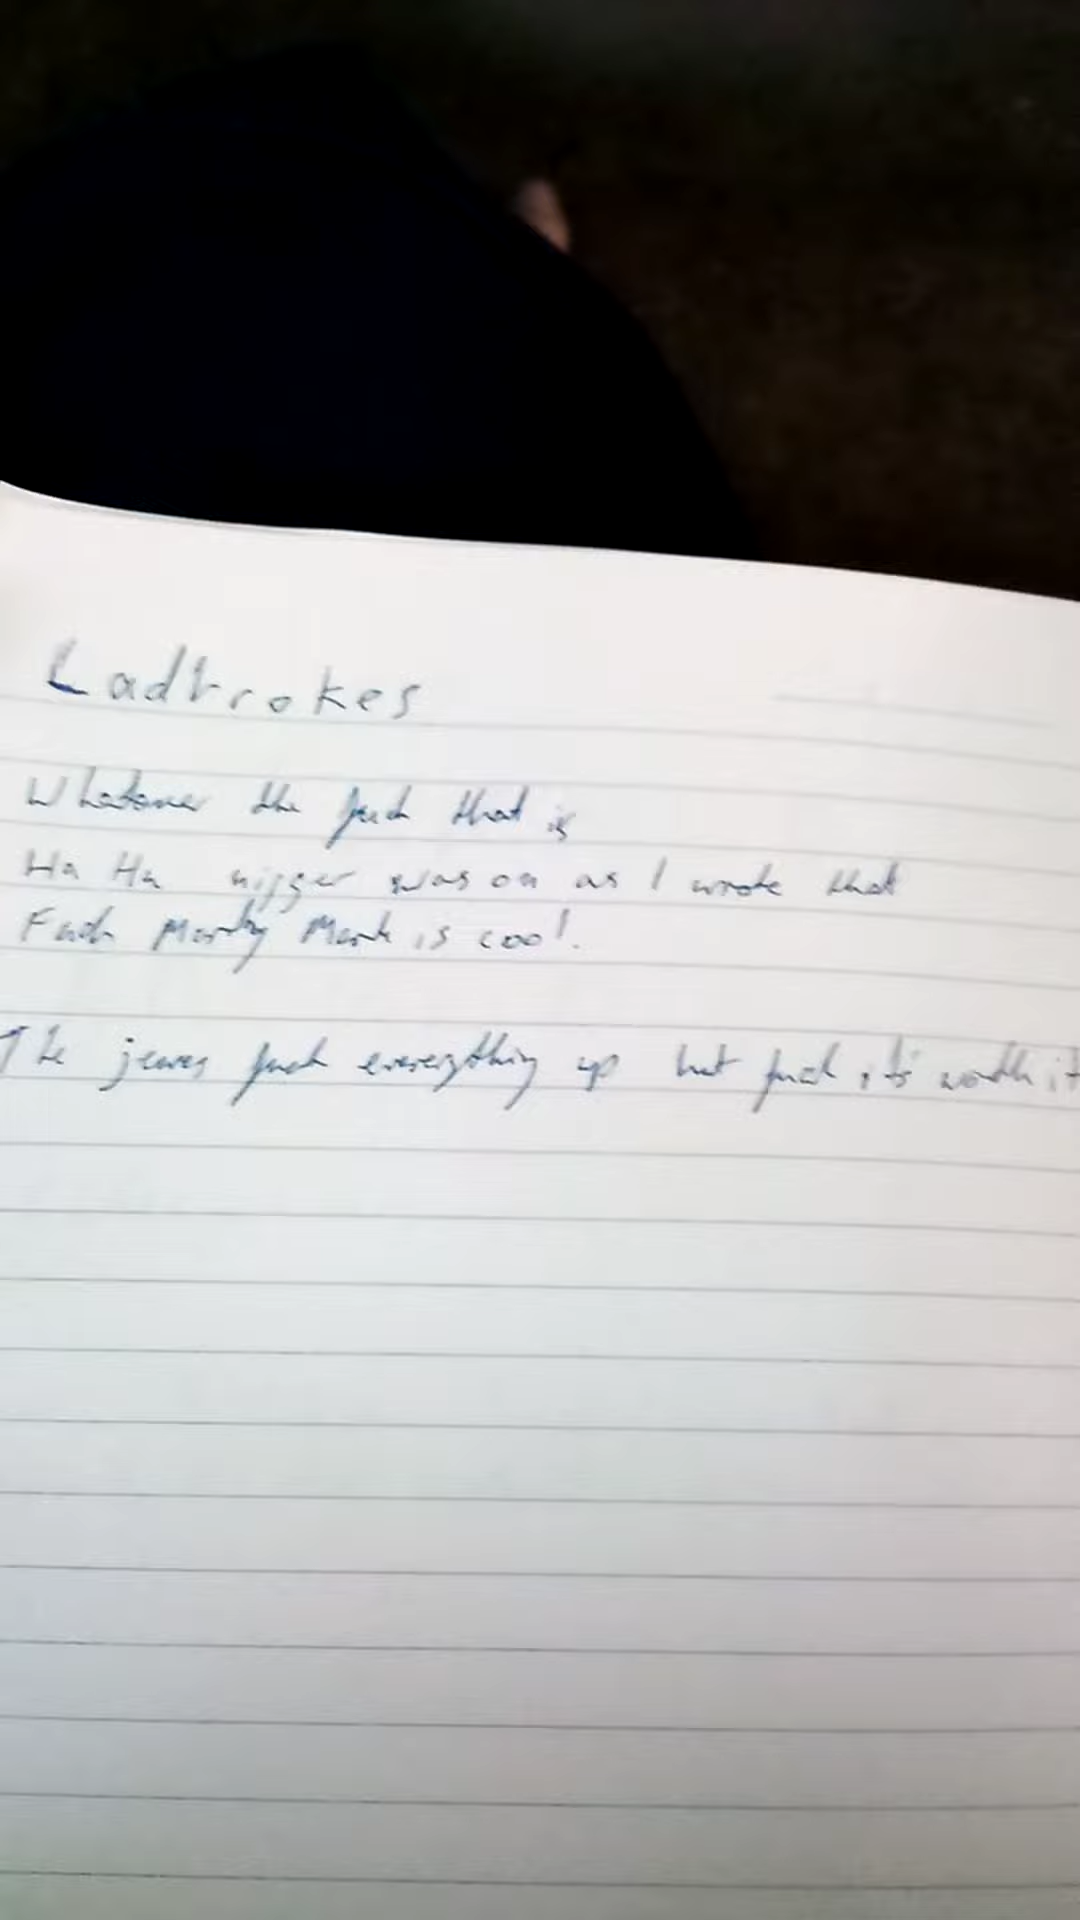 Ladbrokes
Whatever the fuck that is
Ha Ha nigger was on as I wrote that
Fuck Marky Mark is cool.
The jewes fuck everything up but fuck it's worth it